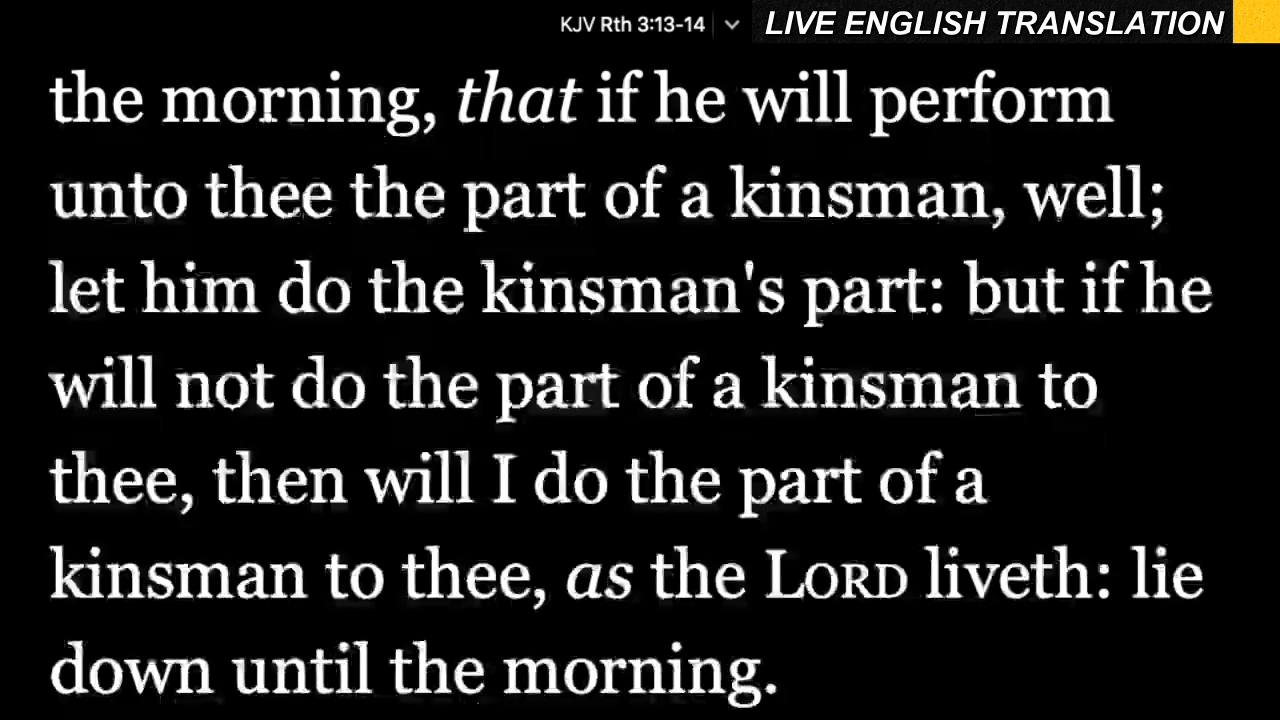 KJV Rth 3:13-14
LIVE ENGLISH TRANSLATION
the morning, that if he will perform
unto thee the part of a kinsman, well;
let him do the kinsman's part: but if he
will not do the part of a kinsman to
thee, then will I do the part of a
kinsman to thee, as the LORD liveth: lie
down until the morning.